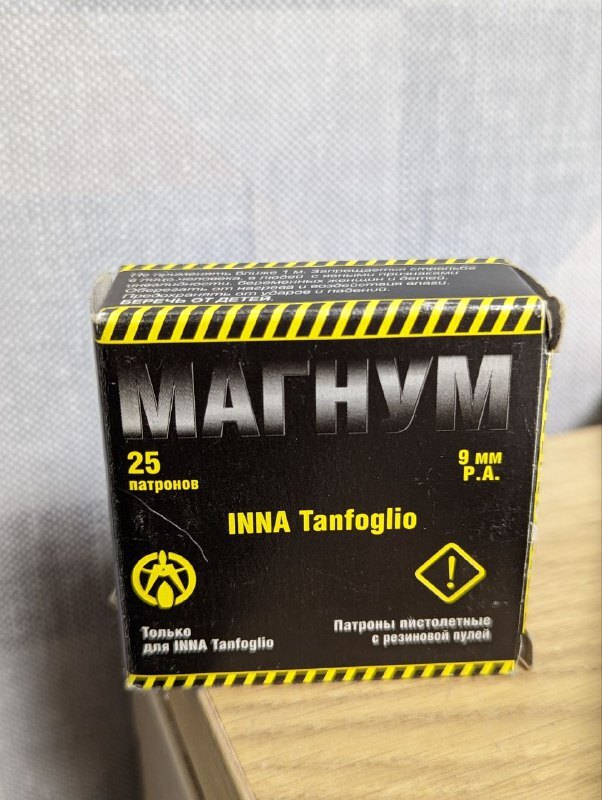 Не применять ближе 1 м. Запрещается стрельба
в лицо человека, в людей с явными признаками
инвалидности, беременных женщин и детей.
Оберегать от нагрева и воздействия влаги.
Предохранять от ударов и падений.
БЕРЕЧЬ ОТ ДЕТЕЙ.
МАГНУМ
25
патронов
9 мм
P.A.
INNA Tanfoglio
!
Только
для INNA Tanfoglio
Патроны пистолетные
с резиновой пулей